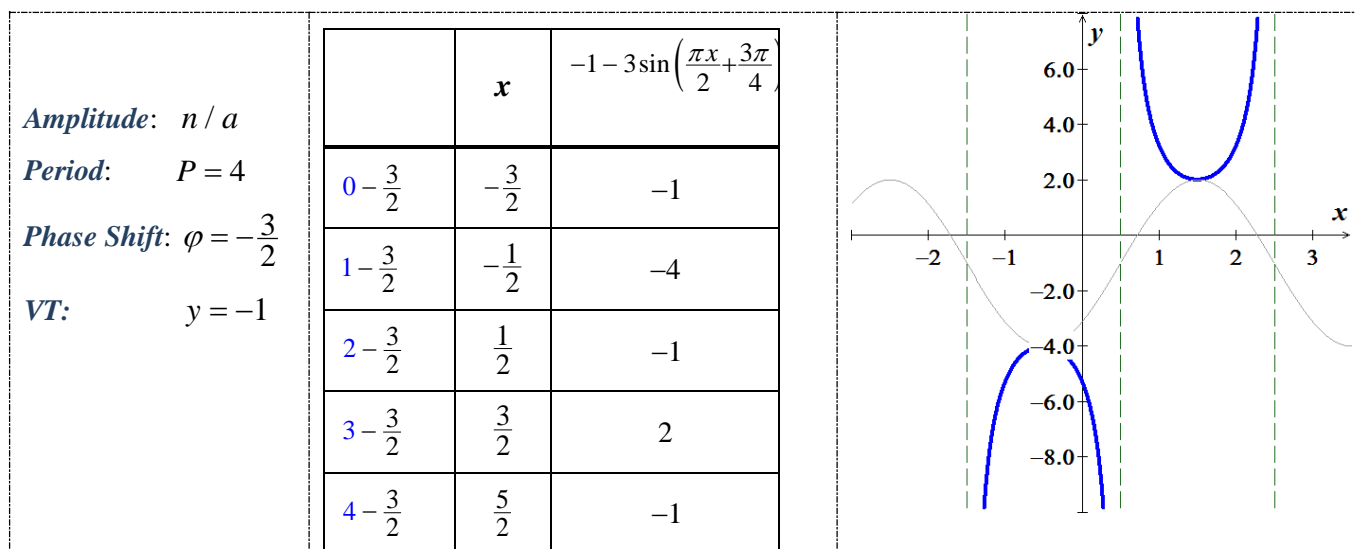 Amplitude: n / a
Period: P = 4
Phase Shift: φ = −3/2
VT: y = −1
x −1 − 3 sin(πx/2 + 3π/4)
0 − 3/2 −3/2 −1
1 − 3/2 −1/2 −4
2 − 3/2 1/2 −1
3 − 3/2 3/2 2
4 − 3/2 5/2 −1
y
6.0
4.0
2.0
x
−2 −1 1 2 3
−2.0
−4.0
−6.0
−8.0